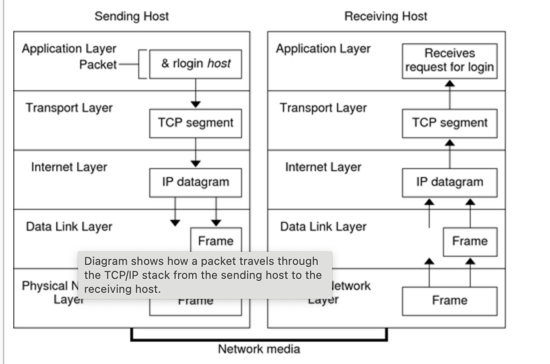 Sending Host
Receiving Host
Application Layer
Packet
& rlogin host
Application Layer
Receives
request for login
Transport Layer
TCP segment
Transport Layer
TCP segment
Internet Layer
IP datagram
Internet Layer
IP datagram
Data Link Layer
Frame
Data Link Layer
Frame
Diagram shows how a packet travels through
the TCP/IP stack from the sending host to the
receiving host.
Physical N
Layer
Frame
etwork
Layer
Frame
Network media